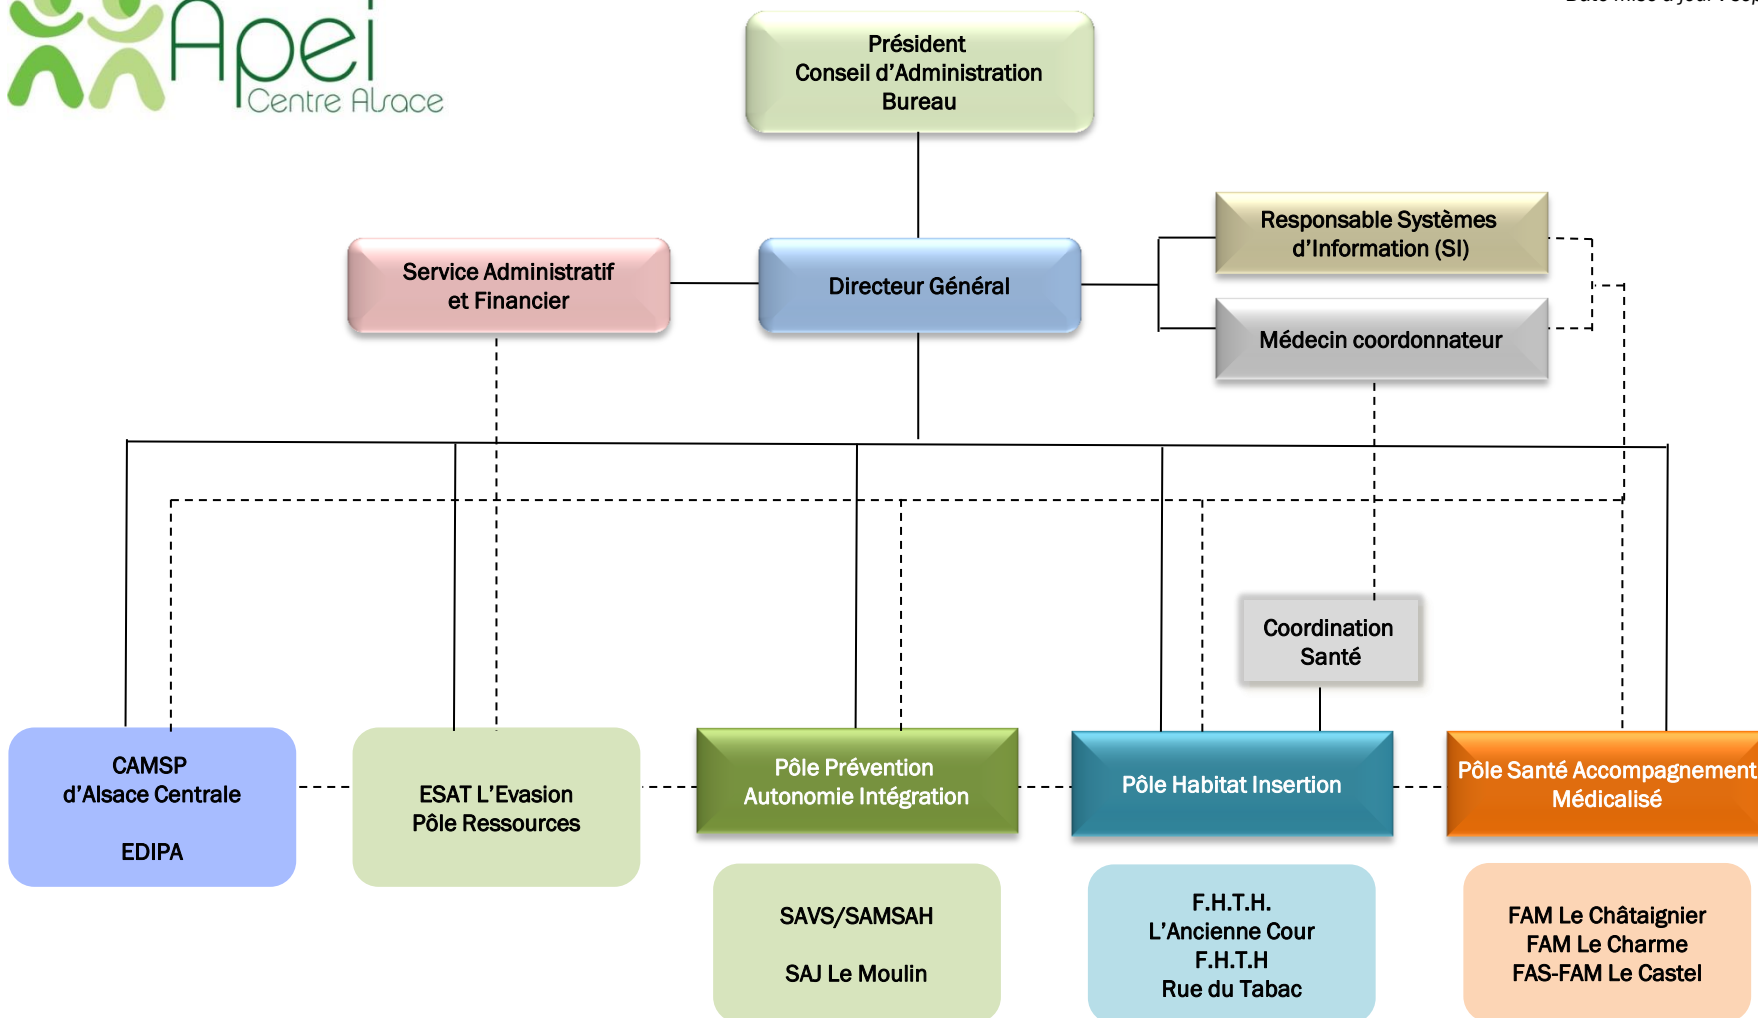 Apei
Centre Alsace
Date mise à jour :
Président
Conseil d'Administration
Bureau
Responsable Systèmes
d'Information (SI)
Service Administratif
et Financier
Directeur Général
Médecin coordonnateur
Coordination
Santé
CAMSP
d'Alsace Centrale
EDIPA
ESAT L'Evasion
Pôle Ressources
Pôle Prévention
Autonomie Intégration
Pôle Habitat Insertion
Pôle Santé Accompagnement
Médicalisé
SAVS/SAMSAH
SAJ Le Moulin
F.H.T.H.
L'Ancienne Cour
F.H.T.H
Rue du Tabac
FAM Le Châtaignier
FAM Le Charme
FAS-FAM Le Castel